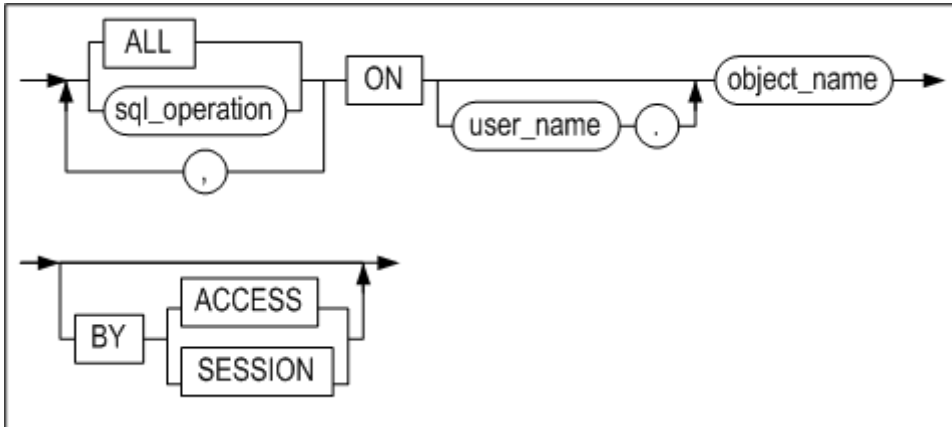 ALL
ON
object_name
sql_operation
user_name
.
,
ACCESS
BY
SESSION